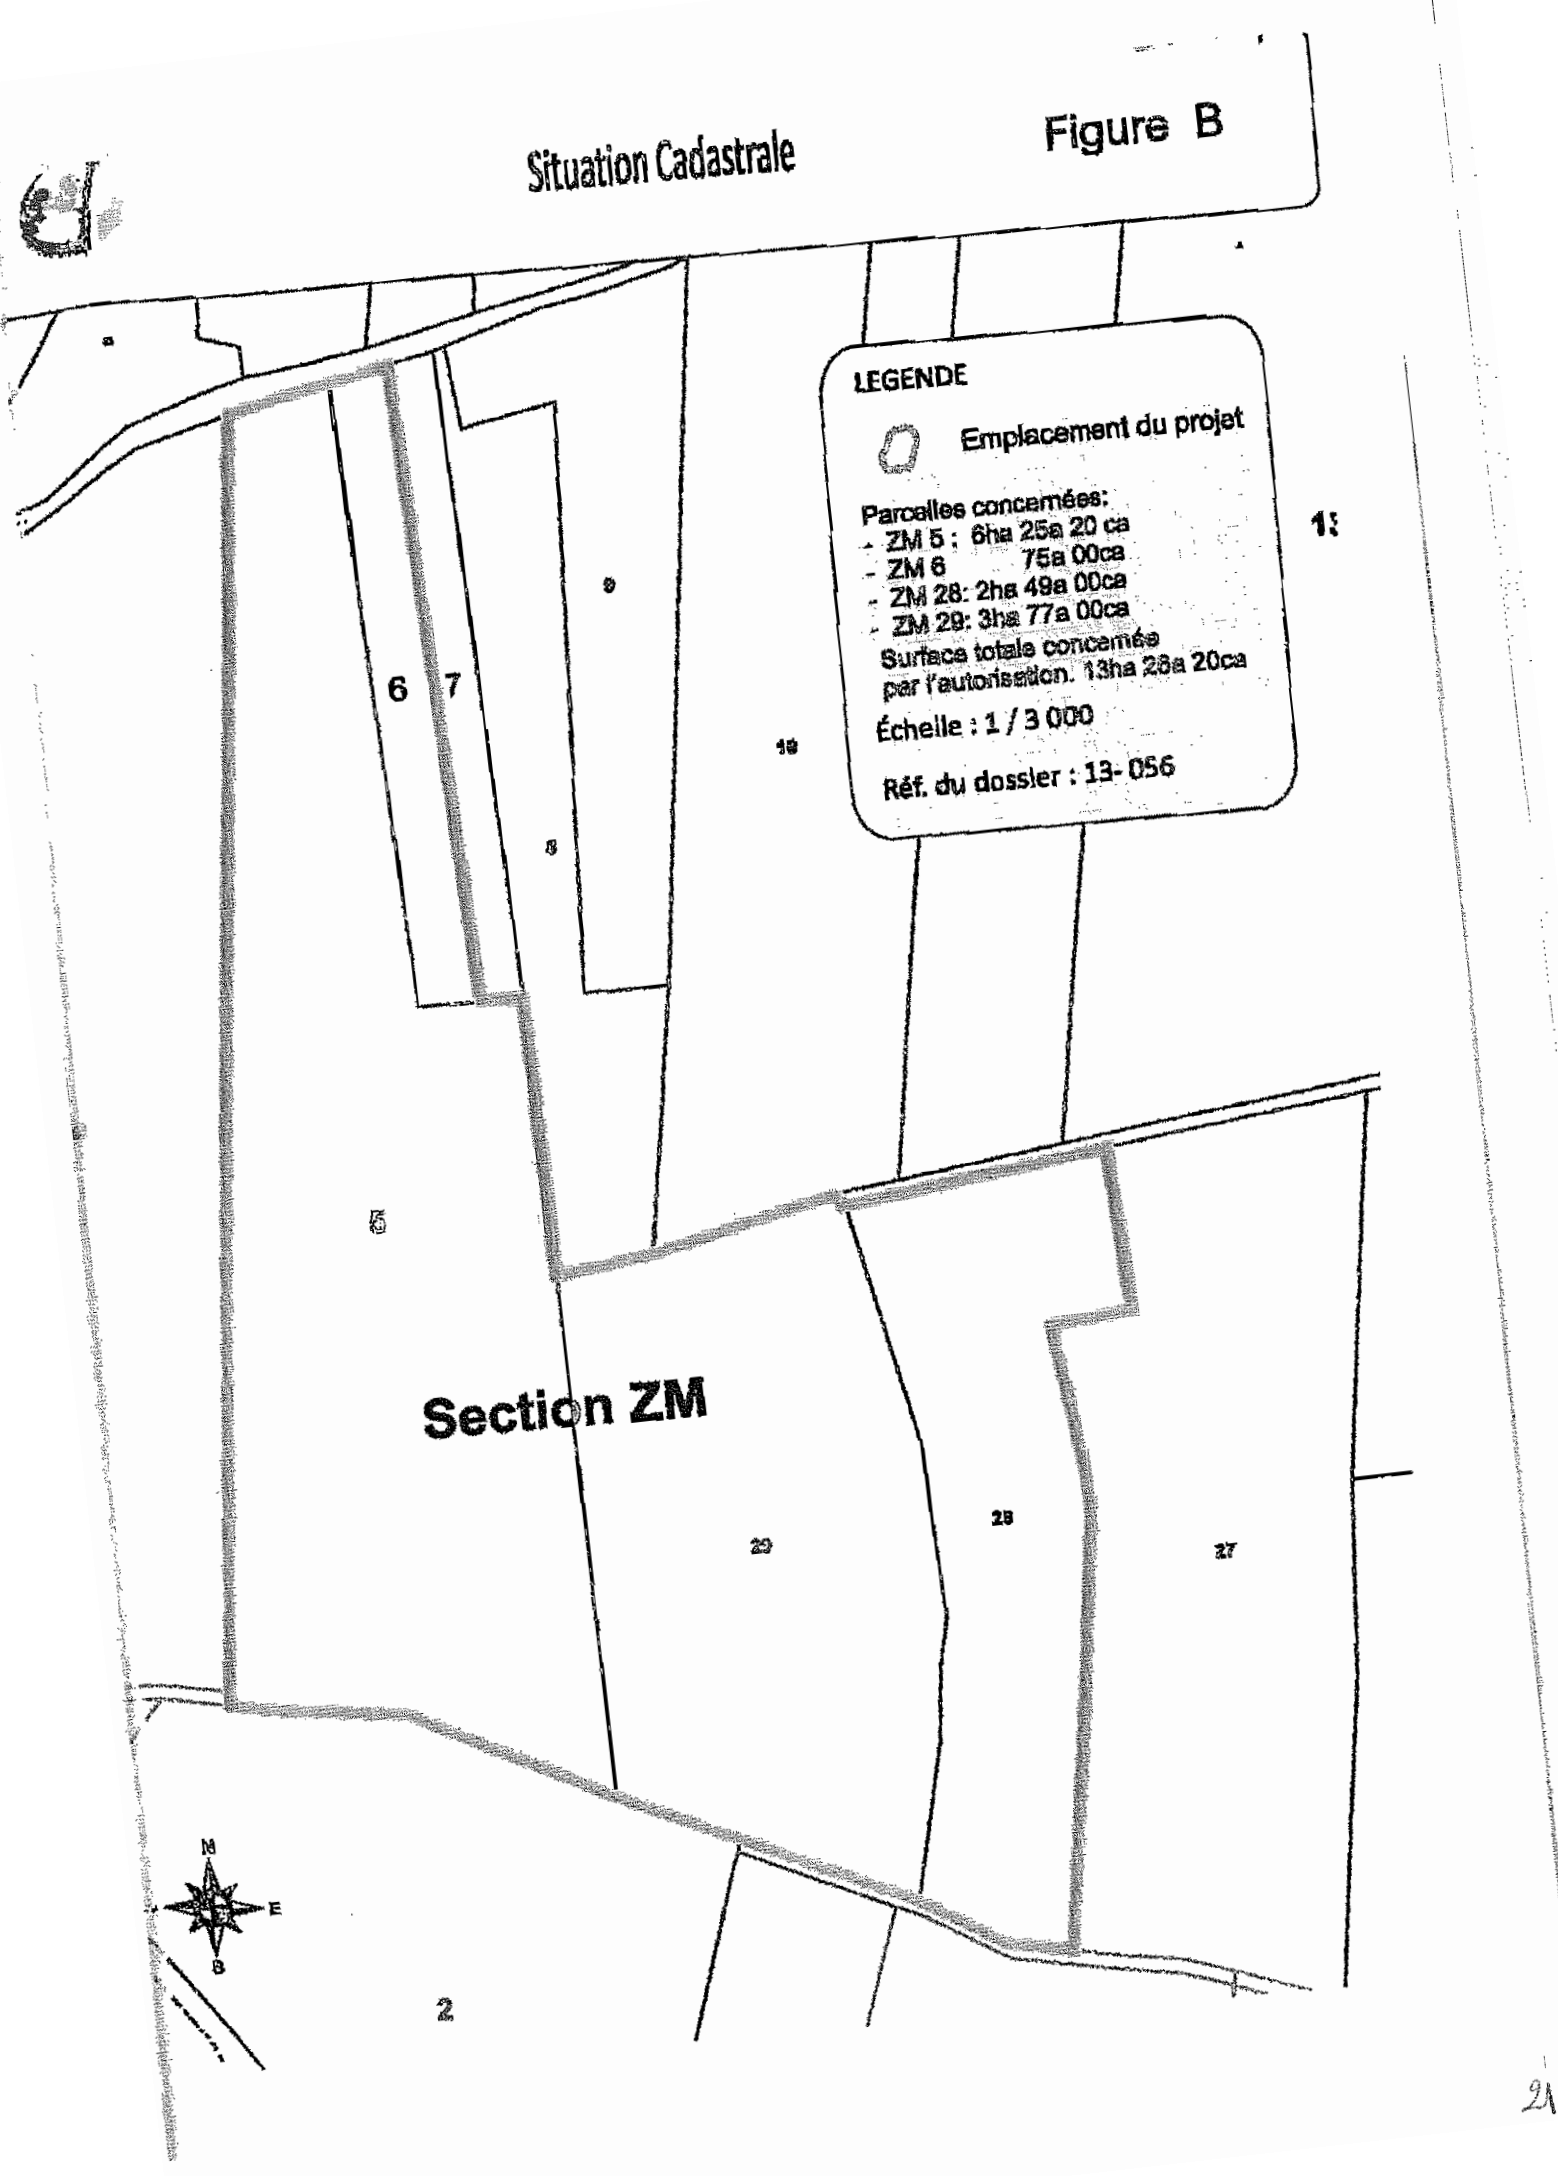 Situation Cadastrale
Figure B
LEGENDE
Emplacement du projet
Parcelles concernées:
- ZM 5 : 6ha 25a 20 ca
- ZM 6 75a 00ca
- ZM 28: 2ha 49a 00ca
- ZM 29: 3ha 77a 00ca
Surface totale concernée
par l'autorisation. 13ha 26a 20ca
Échelle : 1 / 3 000
Réf. du dossier : 13-056
9
6
7
8
5
Section ZM
29
28
27
N
E
2
21